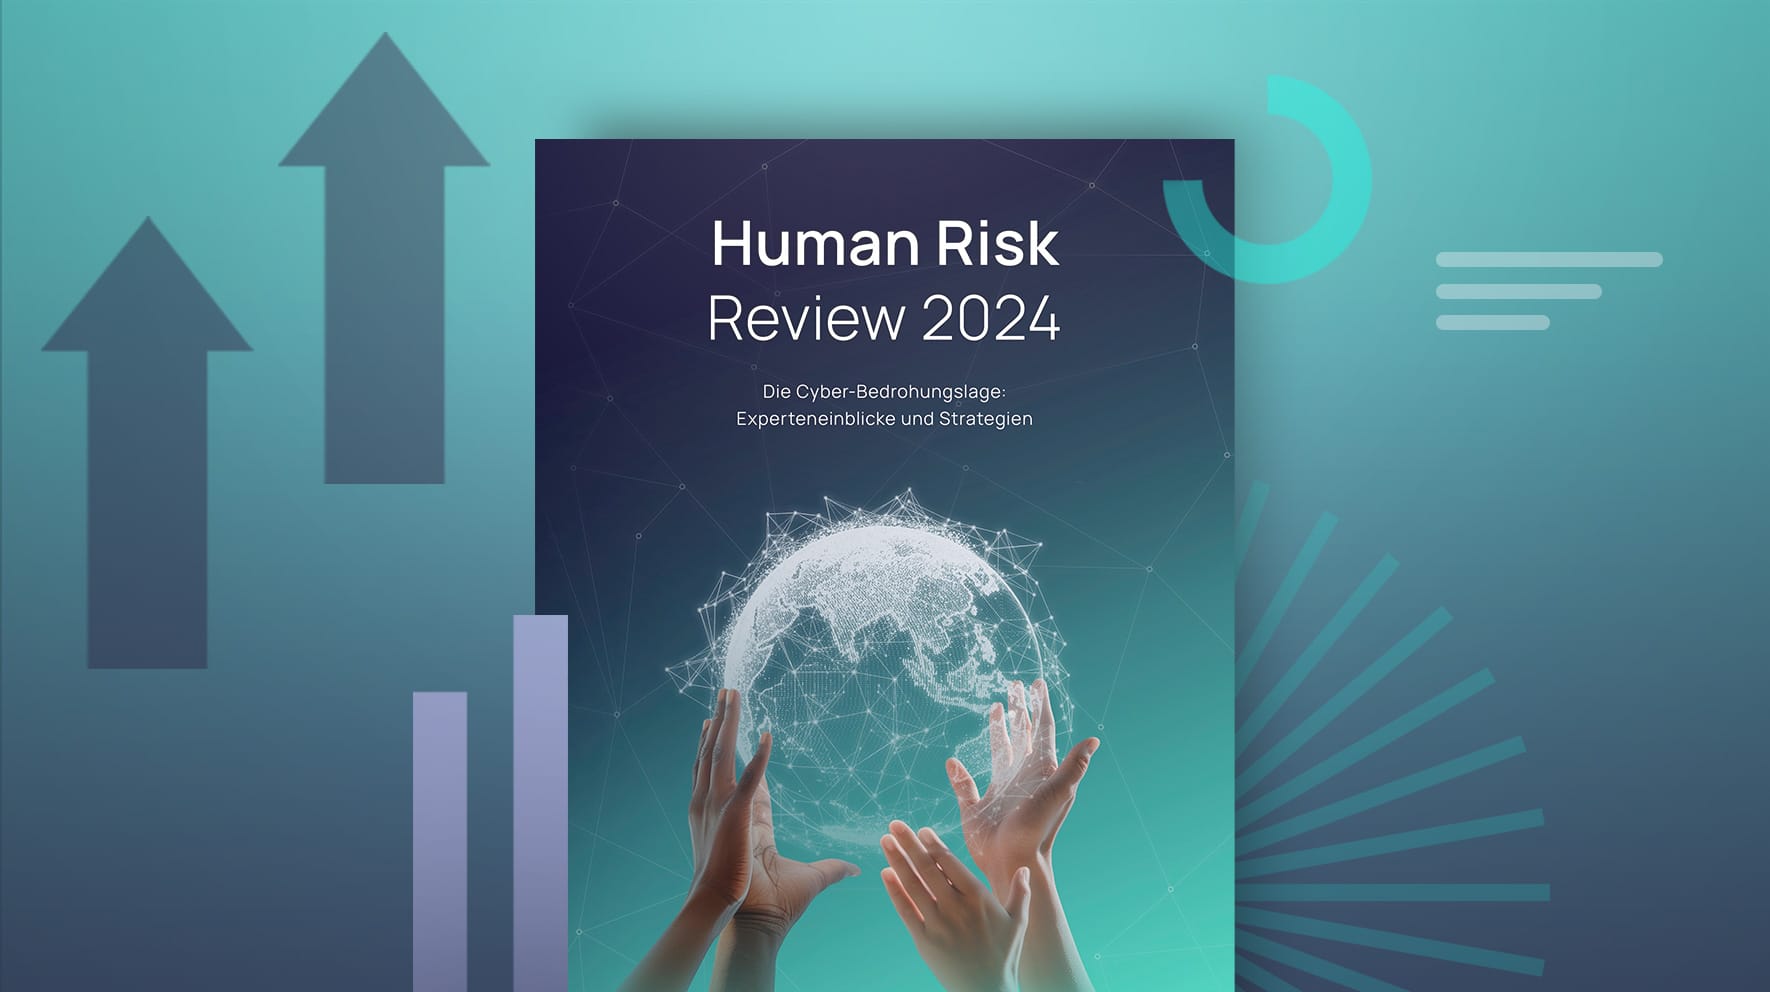 Human Risk
Review 2024
Die Cyber-Bedrohungslage:
Experteneinblicke und Strategien